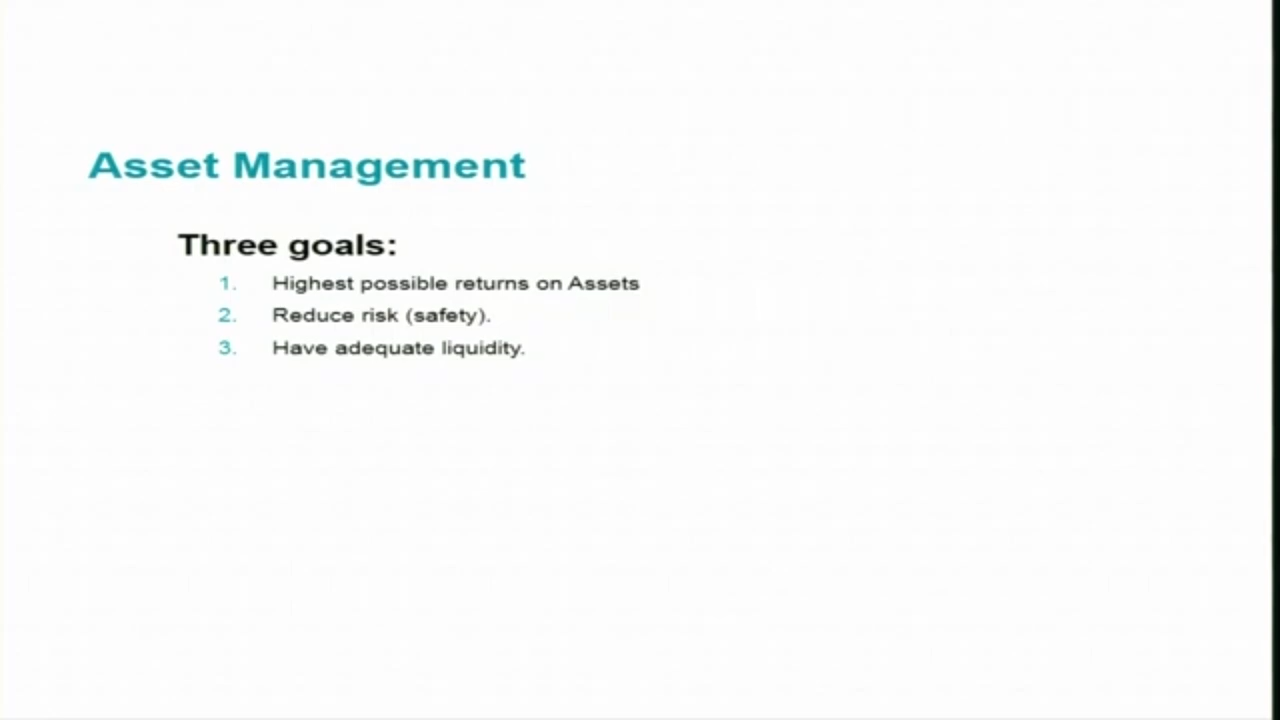 Asset Management
Three goals:
1. Highest possible returns on Assets
2. Reduce risk (safety).
3. Have adequate liquidity.